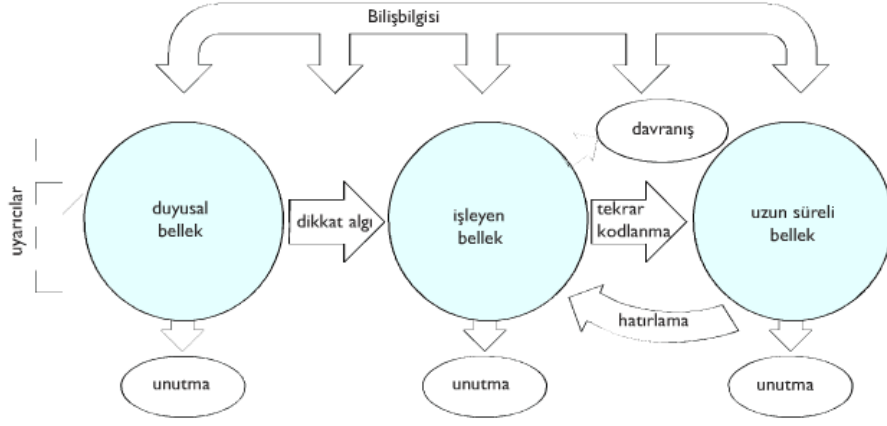 Bilişbilgisi
davranış
uyarıcılar
duyusal
bellek
dikkat algı
işleyen
bellek
tekrar
kodlanma
uzun süreli
bellek
hatırlama
unutma
unutma
unutma